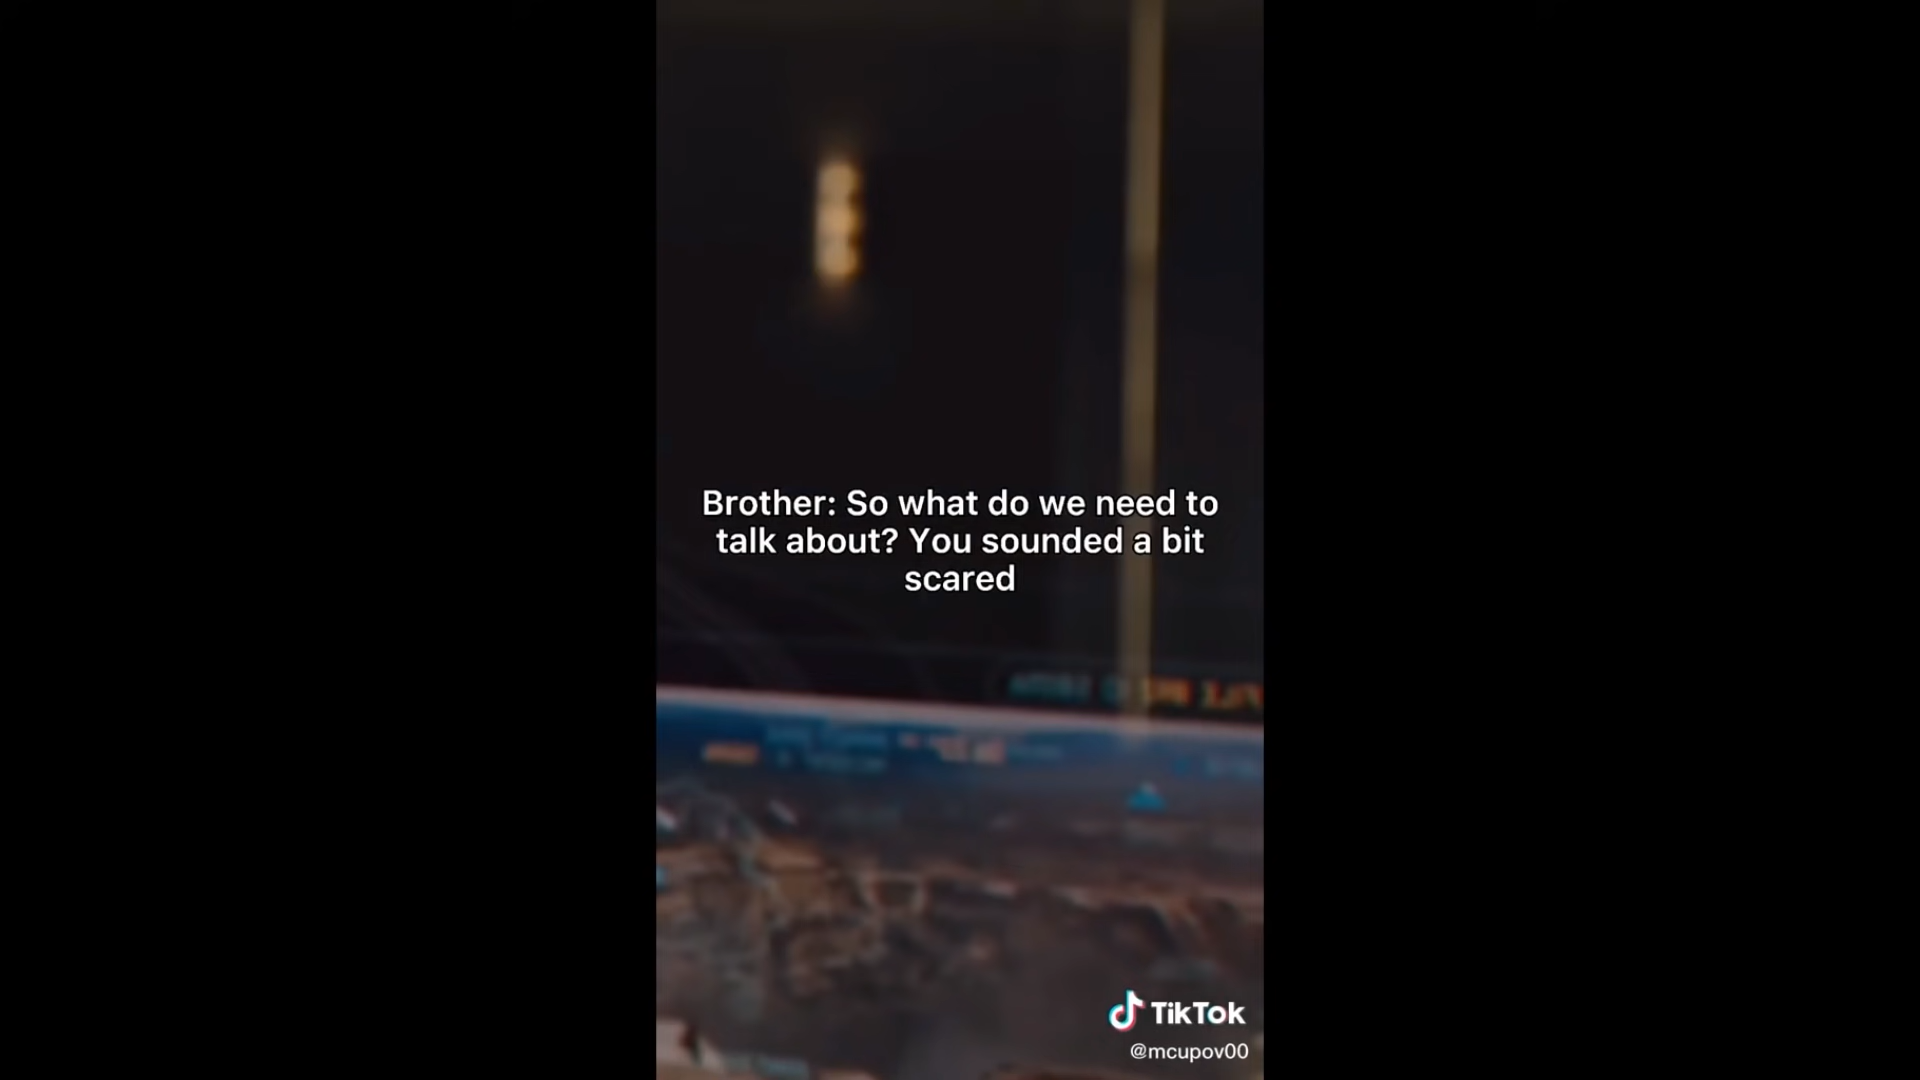 Brother: So what do we need to
talk about? You sounded a bit
scared
TikTok
@mcupov00